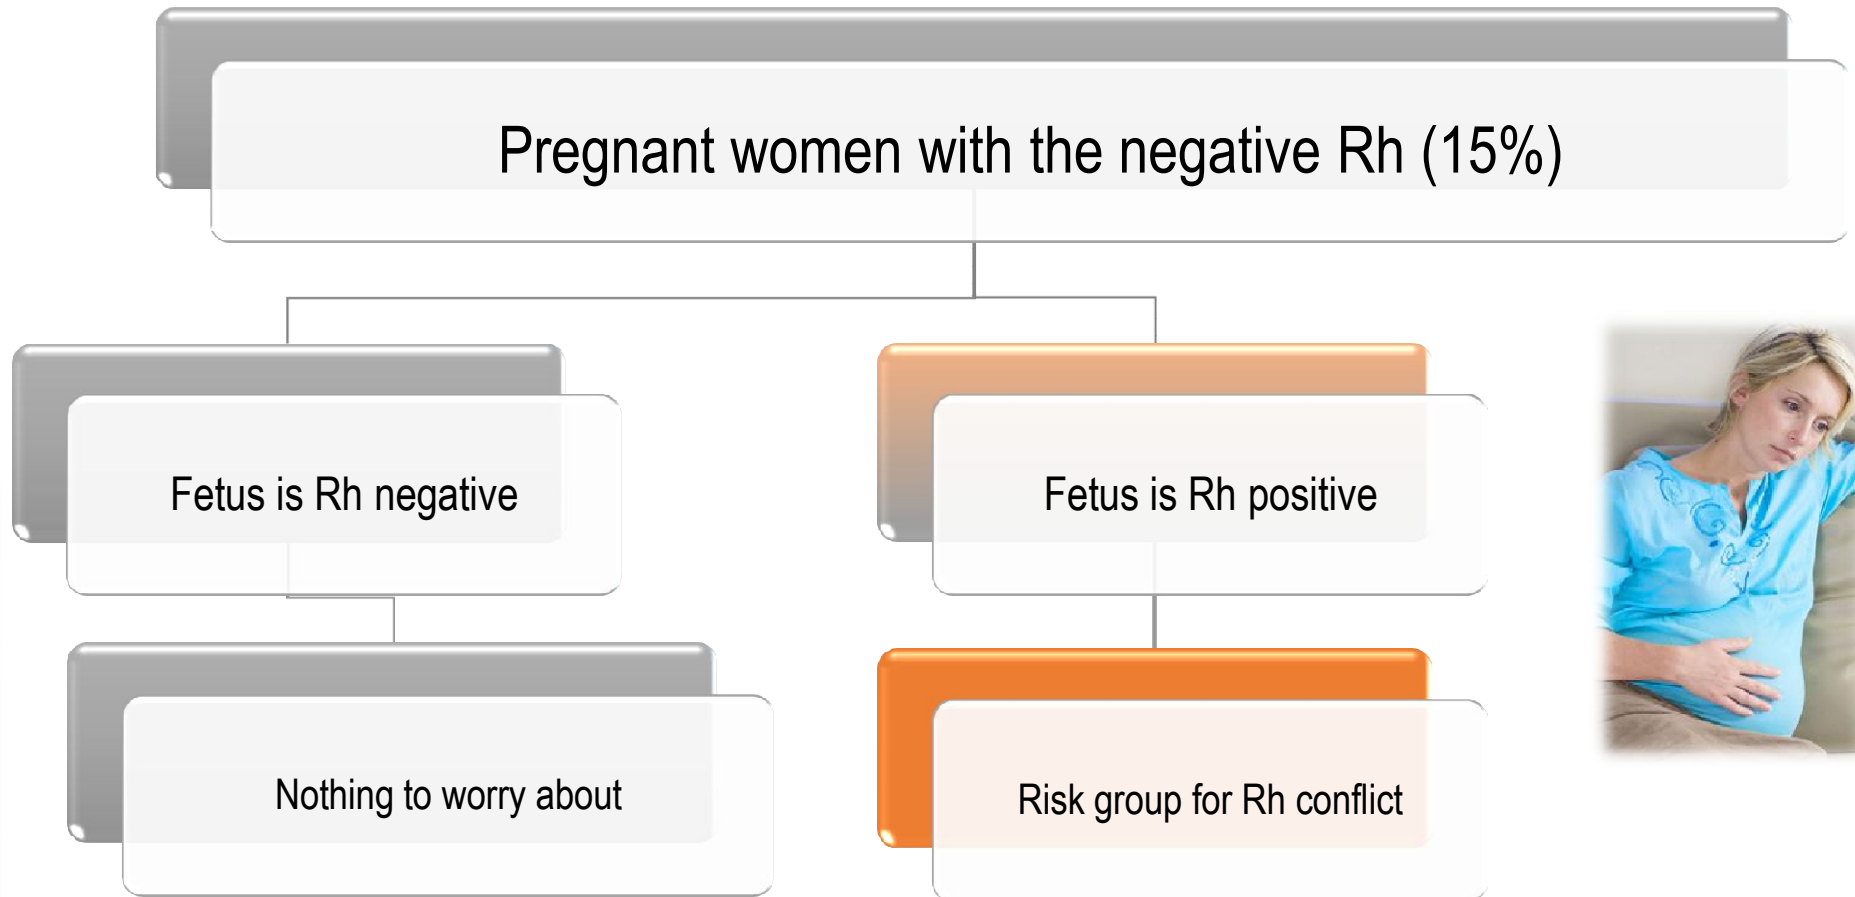 Pregnant women with the negative Rh (15%)
Fetus is Rh negative
Fetus is Rh positive
Nothing to worry about
Risk group for Rh conflict